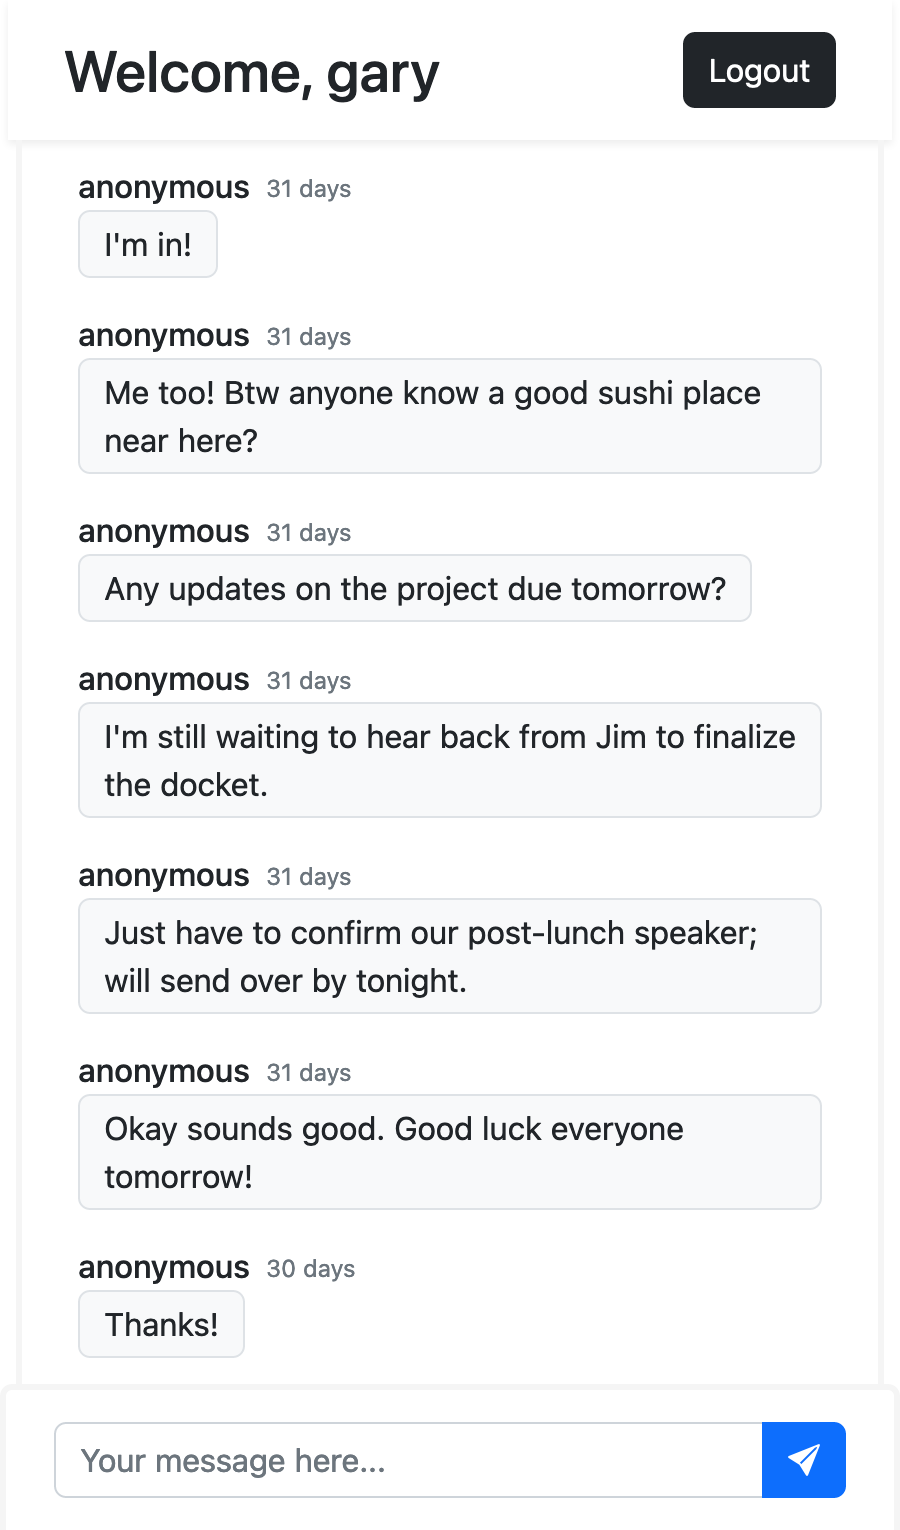 Welcome, gary
Logout
anonymous 31 days
I'm in!
anonymous 31 days
Me too! Btw anyone know a good sushi place
near here?
anonymous 31 days
Any updates on the project due tomorrow?
anonymous 31 days
I'm still waiting to hear back from Jim to finalize
the docket.
anonymous 31 days
Just have to confirm our post-lunch speaker;
will send over by tonight.
anonymous 31 days
Okay sounds good. Good luck everyone
tomorrow!
anonymous 30 days
Thanks!
Your message here...